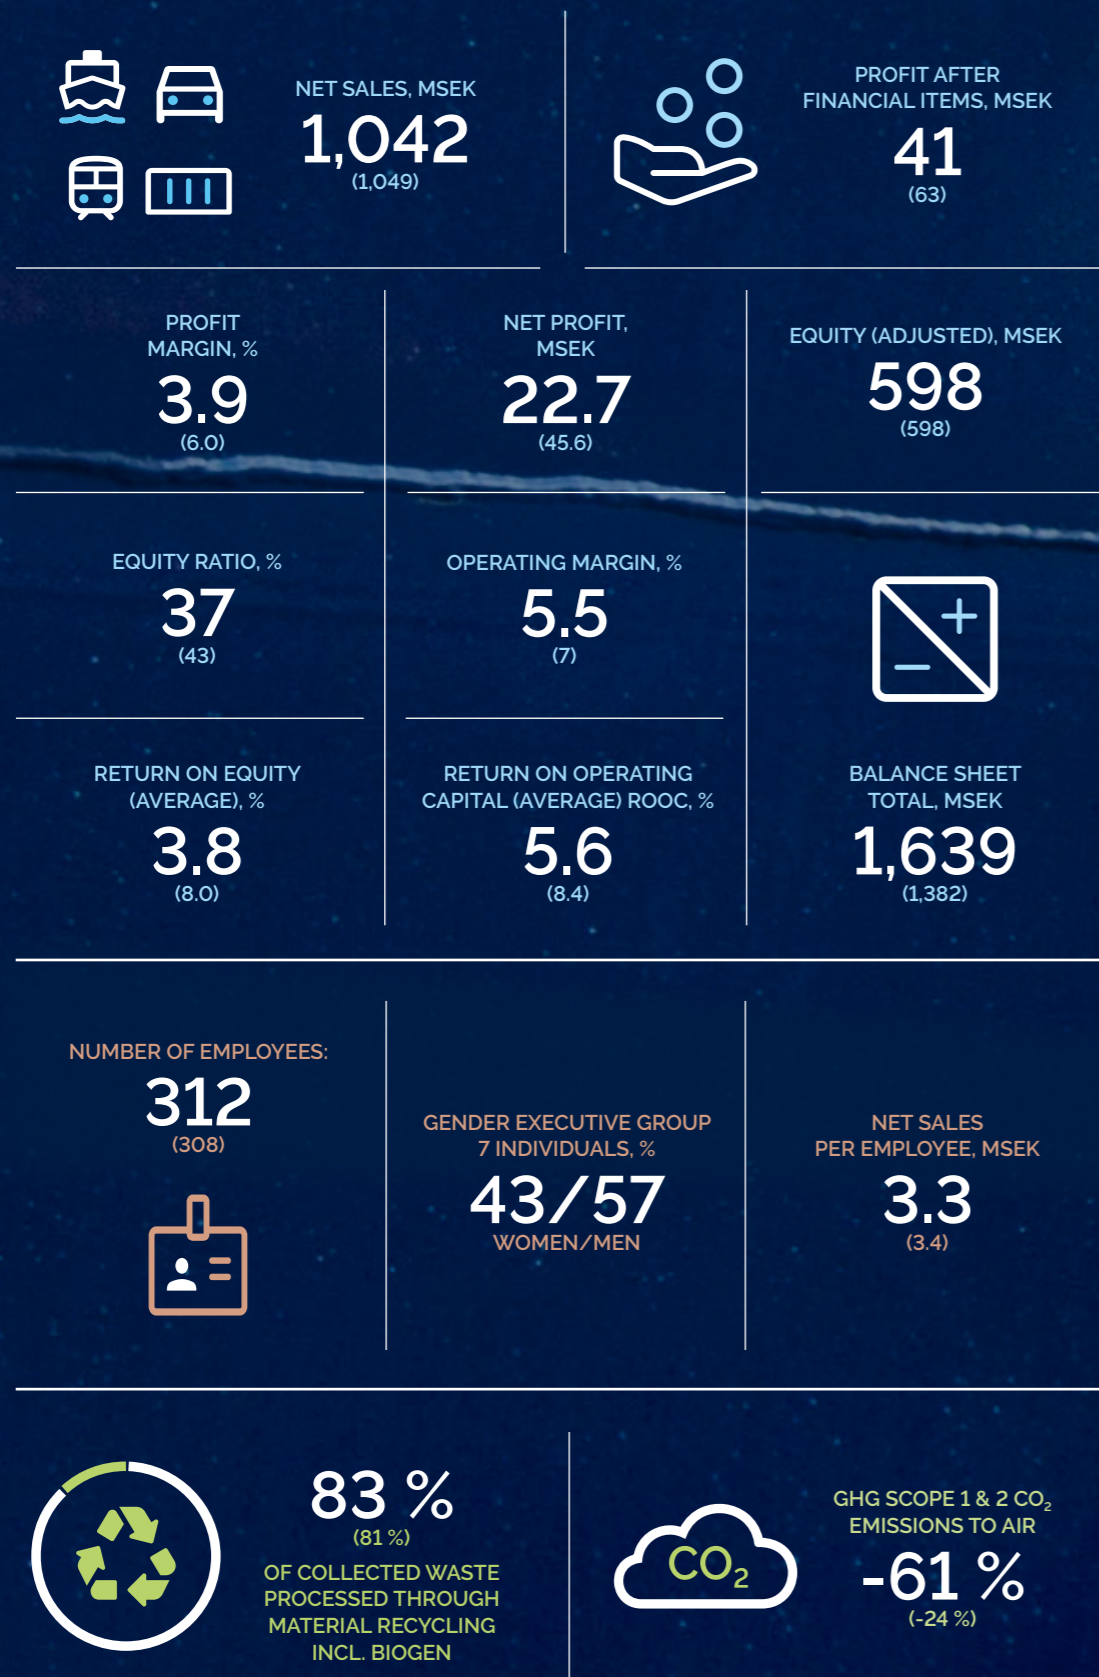 NET SALES, MSEK
1,042
(1,049)
PROFIT AFTER
FINANCIAL ITEMS, MSEK
41
(63)
PROFIT
MARGIN, %
3.9
(6.0)
NET PROFIT,
MSEK
22.7
(45.6)
EQUITY (ADJUSTED), MSEK
598
(598)
EQUITY RATIO, %
37
(43)
OPERATING MARGIN, %
5.5
(7)
RETURN ON EQUITY
(AVERAGE), %
3.8
(8.0)
RETURN ON OPERATING
CAPITAL (AVERAGE) ROOC, %
5.6
(8.4)
BALANCE SHEET
TOTAL, MSEK
1,639
(1,382)
NUMBER OF EMPLOYEES:
312
(308)
GENDER EXECUTIVE GROUP
7 INDIVIDUALS, %
43/57
WOMEN/MEN
NET SALES
PER EMPLOYEE, MSEK
3.3
(3.4)
83 %
(81 %)
OF COLLECTED WASTE
PROCESSED THROUGH
MATERIAL RECYCLING
INCL. BIOGEN
CO₂
GHG SCOPE 1 & 2 CO₂
EMISSIONS TO AIR
-61 %
(-24 %)